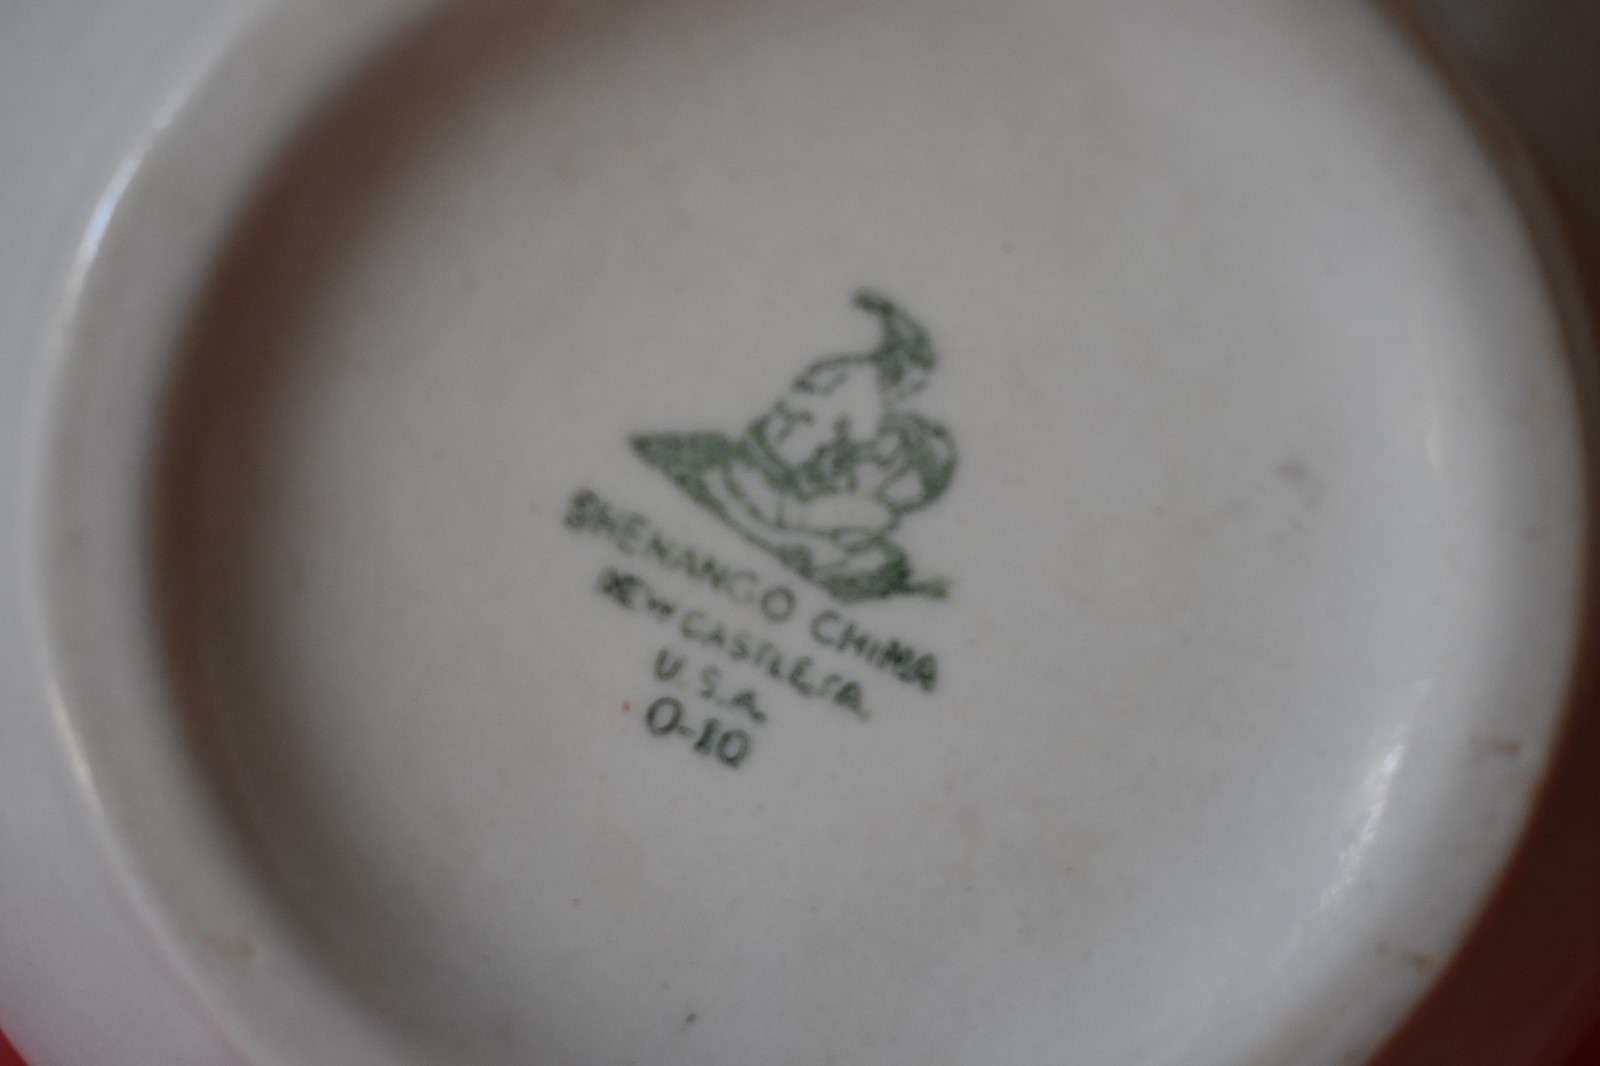 SHENANGO CHINA
NEW CASTLE, PA.
U.S.A.
O-10